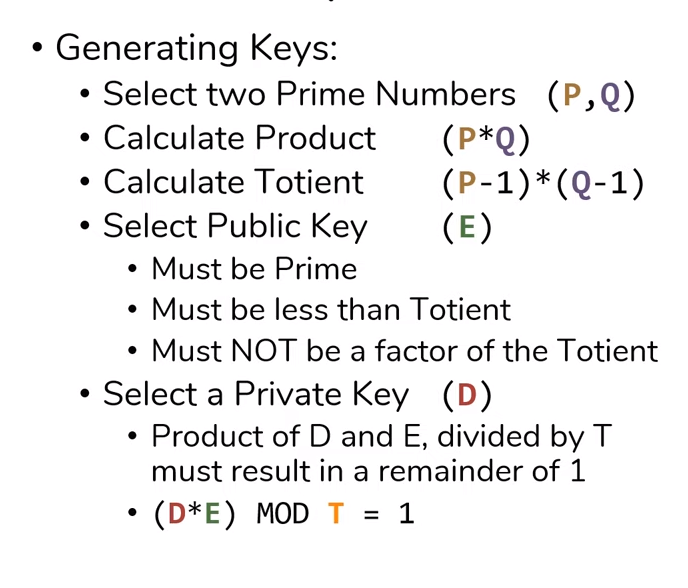 • Generating Keys:
• Select two Prime Numbers (P,Q)
• Calculate Product (P*Q)
• Calculate Totient (P-1)*(Q-1)
• Select Public Key (E)
• Must be Prime
• Must be less than Totient
• Must NOT be a factor of the Totient
• Select a Private Key (D)
• Product of D and E, divided by T
must result in a remainder of 1
• (D*E) MOD T = 1